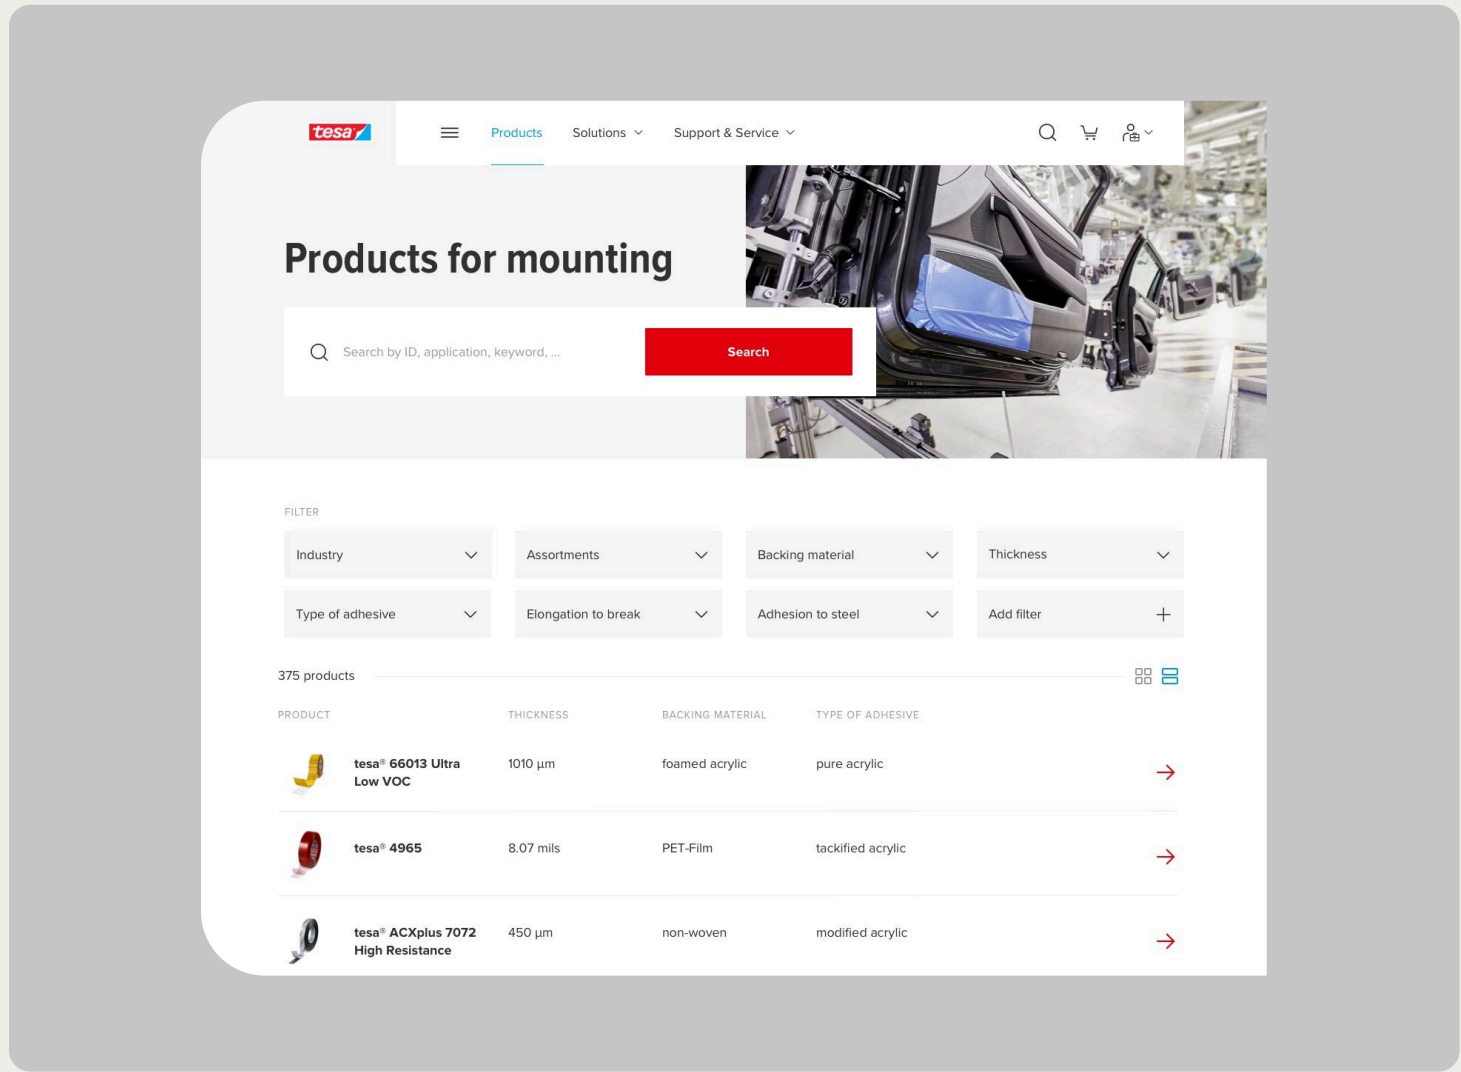 tesa
Products
Solutions
Support & Service
Products for mounting
Search by ID, application, keyword, ...
Search
FILTER
Industry
Assortments
Backing material
Thickness
Type of adhesive
Elongation to break
Adhesion to steel
Add filter
375 products
PRODUCT
THICKNESS
BACKING MATERIAL
TYPE OF ADHESIVE
tesa® 66013 Ultra
Low VOC
1010 µm
foamed acrylic
pure acrylic
tesa® 4965
8.07 mils
PET-Film
tackified acrylic
tesa® ACXplus 7072
High Resistance
450 µm
non-woven
modified acrylic